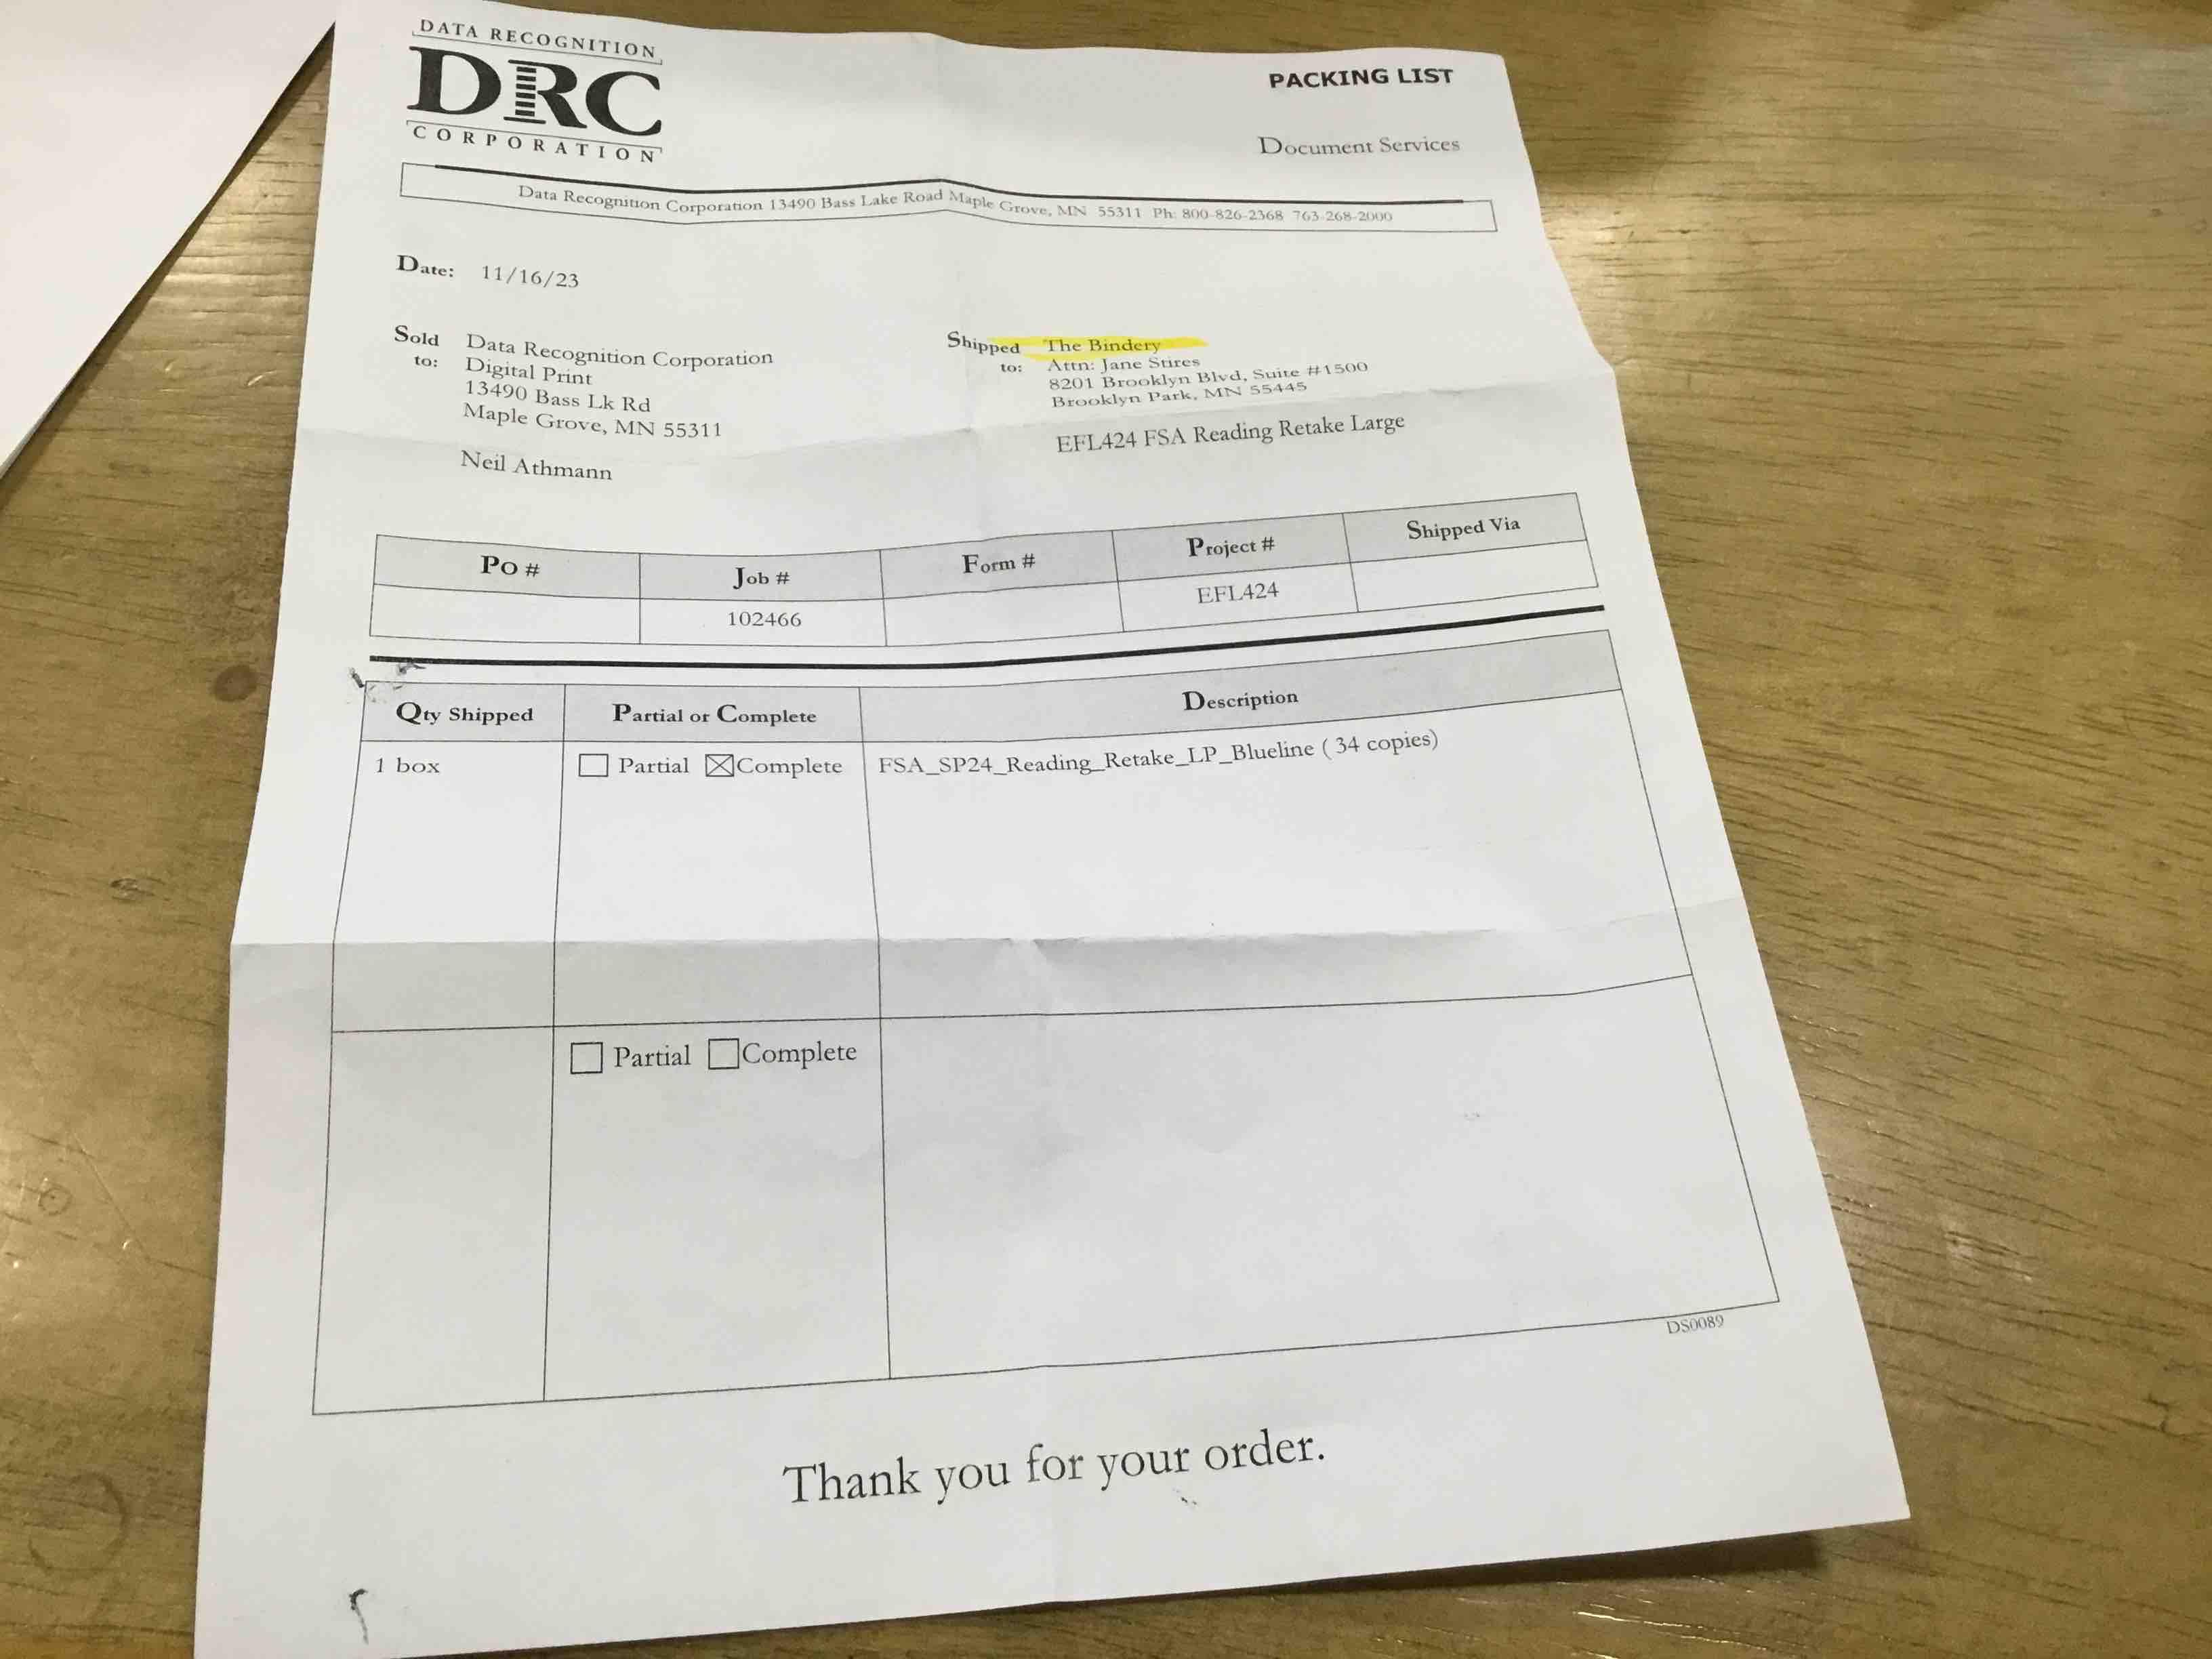 DATA RECOGNITION
DRC
CORPORATION
PACKING LIST
Document Services
Data Recognition Corporation 13490 Bass Lake Road Maple Grove, MN 55311 Ph: 800-826-2368 763-268-2000
Date: 11/16/23
Sold to:
Data Recognition Corporation
Digital Print
13490 Bass Lk Rd
Maple Grove, MN 55311
Neil Athmann
Shipped to:
The Bindery
Attn: Jane Stires
8201 Brooklyn Blvd, Suite #1500
Brooklyn Park, MN 55445
EFL424 FSA Reading Retake Large
PO # Job # Form # Project # Shipped Via
102466 EFL424
Qty Shipped Partial or Complete Description
1 box Partial Complete FSA_SP24_Reading_Retake_LP_Blueline ( 34 copies)
Partial Complete
DS0089
Thank you for your order.